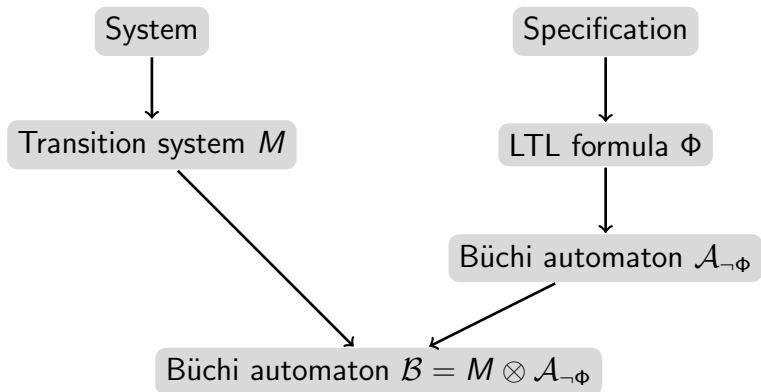 System
Specification
Transition system M
LTL formula Φ
Büchi automaton 𝒜¬Φ
Büchi automaton ℬ = M ⊗ 𝒜¬Φ